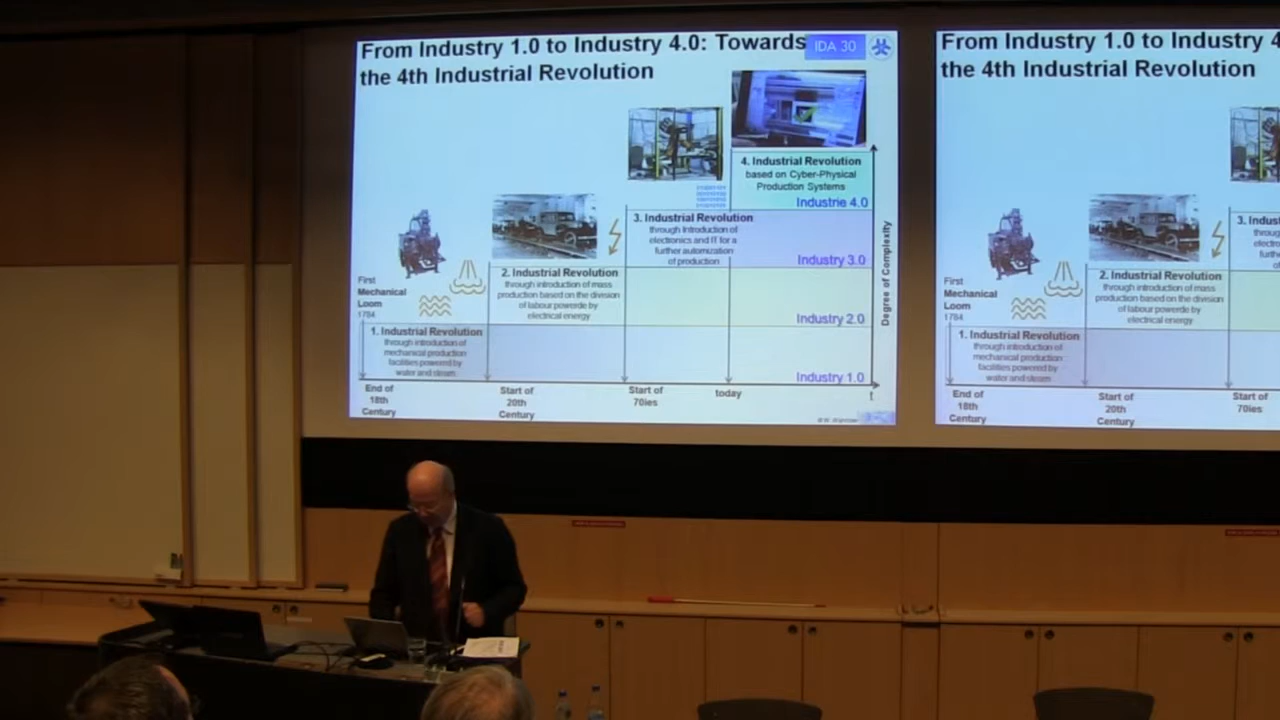 From Industry 1.0 to Industry 4.0: Towards
the 4th Industrial Revolution
IDA 30
4. Industrial Revolution
based on Cyber-Physical
Production Systems
Industrie 4.0
3. Industrial Revolution
through Introduction of
electronics and IT for a
further automization
of production
Industry 3.0
2. Industrial Revolution
through introduction of mass
production based on the division
of labour powerde by
electrical energy
Industry 2.0
First
Mechanical
Loom
1784
1. Industrial Revolution
through introduction of
mechanical production
facilities powered by
water and steam
Industry 1.0
Degree of Complexity
End of
18th
Century
Start of
20th
Century
Start of
70ies
today
t
From Industry 1.0 to Industry 4
the 4th Industrial Revolution
3. Indust
throug
electr
furthe
2. Industrial Revolution
through introduction of mass
production based on the division
of labour powerde by
electrical energy
First
Mechanical
Loom
1784
1. Industrial Revolution
through introduction of
mechanical production
facilities powered by
water and steam
End of
18th
Century
Start of
20th
Century
Start of
70ies